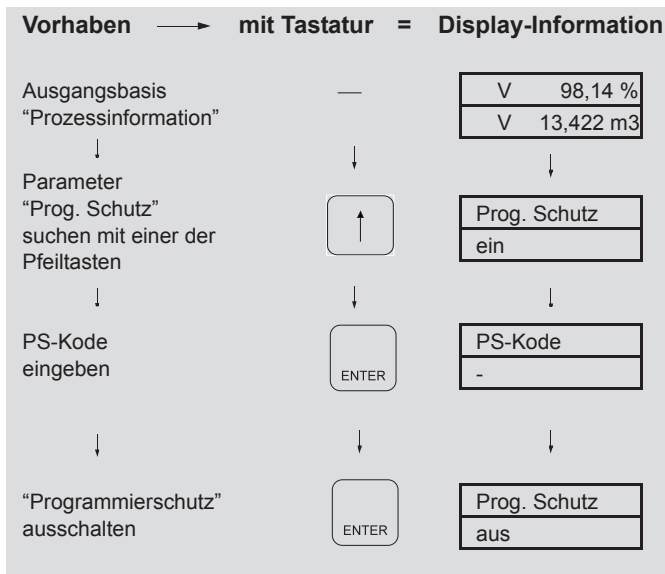 Vorhaben → mit Tastatur = Display-Information
Ausgangsbasis
“Prozessinformation”
—
V 98,14 %
V 13,422 m3
Parameter
“Prog. Schutz”
suchen mit einer der
Pfeiltasten
↑
Prog. Schutz
ein
PS-Kode
eingeben
ENTER
PS-Kode
-
“Programmierschutz”
ausschalten
ENTER
Prog. Schutz
aus